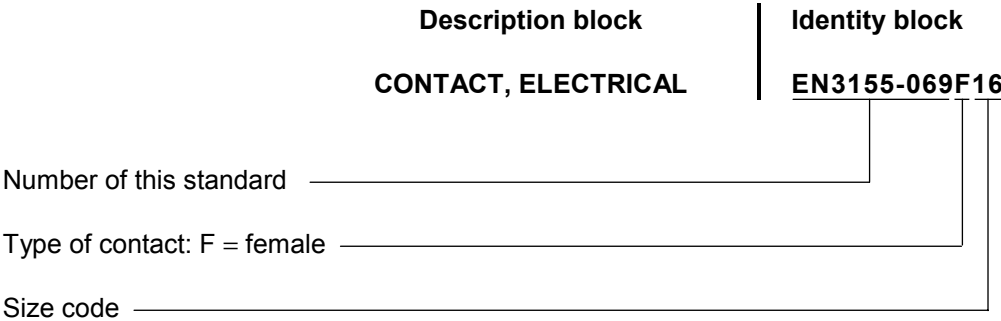 Description block Identity block
CONTACT, ELECTRICAL EN3155-069F16
Number of this standard
Type of contact: F = female
Size code